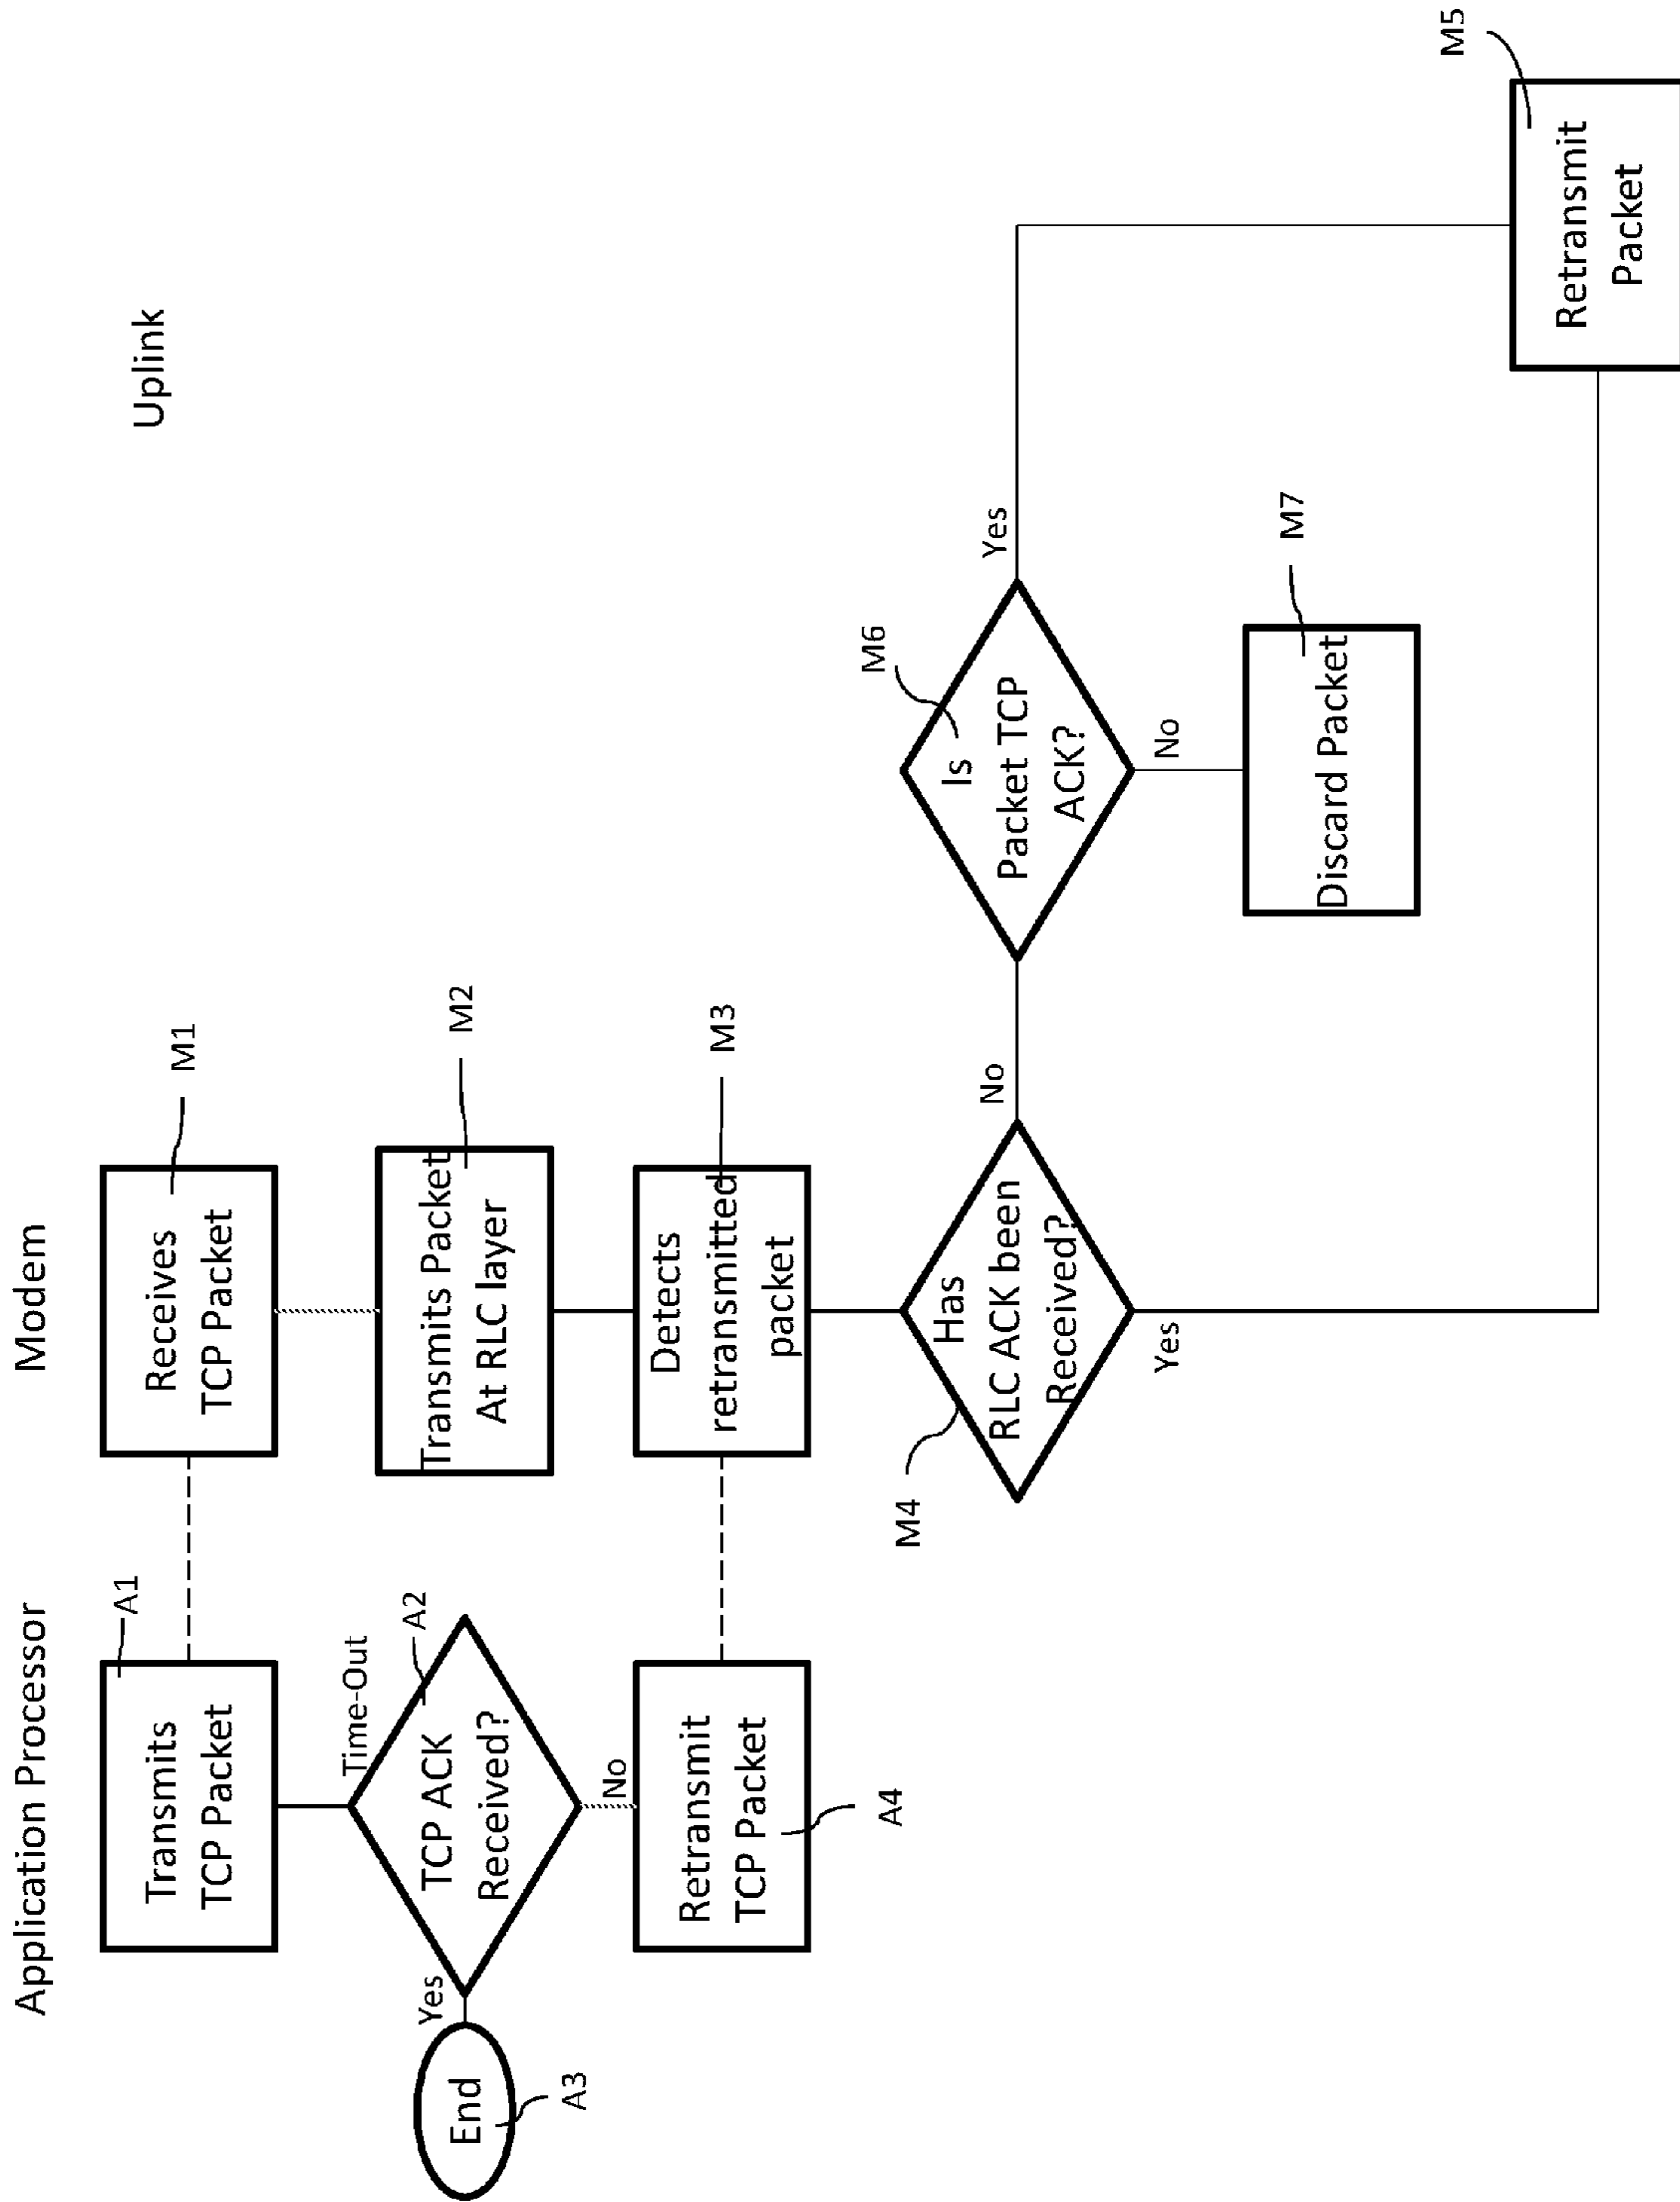 Application Processor
Modem
Uplink
Transmits
TCP Packet
A1
Receives
TCP Packet
M1
Time-Out
TCP ACK
Received?
A2
Yes
End
A3
No
Transmits Packet
At RLC layer
M2
Retransmit
TCP Packet
A4
Detects
retransmitted
packet
M3
Has
RLC ACK been
Received?
M4
No
Yes
Is
Packet TCP
ACK?
M6
Yes
No
Discard Packet
M7
Retransmit
Packet
M5